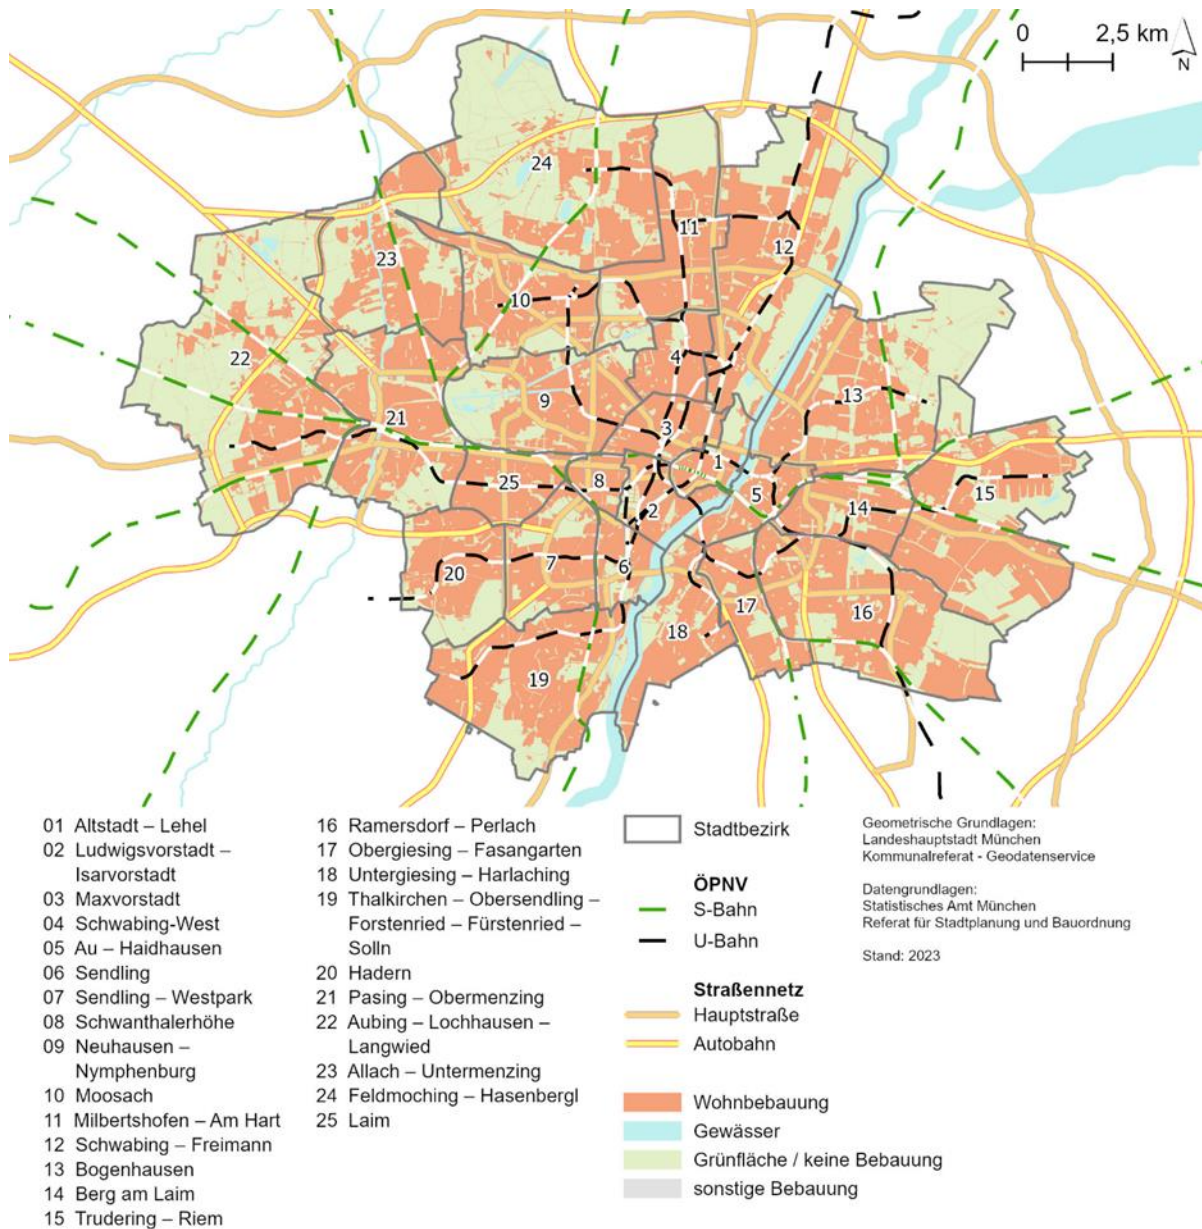 0 2,5 km
N
24
11
12
23
10
22
4
13
9
21
3
1
25
8
5
15
2
14
7
6
20
17
16
18
19
01 Altstadt – Lehel
02 Ludwigsvorstadt –
Isarvorstadt
03 Maxvorstadt
04 Schwabing-West
05 Au – Haidhausen
06 Sendling
07 Sendling – Westpark
08 Schwanthalerhöhe
09 Neuhausen –
Nymphenburg
10 Moosach
11 Milbertshofen – Am Hart
12 Schwabing – Freimann
13 Bogenhausen
14 Berg am Laim
15 Trudering – Riem
16 Ramersdorf – Perlach
17 Obergiesing – Fasangarten
18 Untergiesing – Harlaching
19 Thalkirchen – Obersendling –
Forstenried – Fürstenried –
Solln
20 Hadern
21 Pasing – Obermenzing
22 Aubing – Lochhausen –
Langwied
23 Allach – Untermenzing
24 Feldmoching – Hasenbergl
25 Laim
Stadtbezirk
ÖPNV
S-Bahn
U-Bahn
Straßennetz
Hauptstraße
Autobahn
Wohnbebauung
Gewässer
Grünfläche / keine Bebauung
sonstige Bebauung
Geometrische Grundlagen:
Landeshauptstadt München
Kommunalreferat - Geodatenservice
Datengrundlagen:
Statistisches Amt München
Referat für Stadtplanung und Bauordnung
Stand: 2023